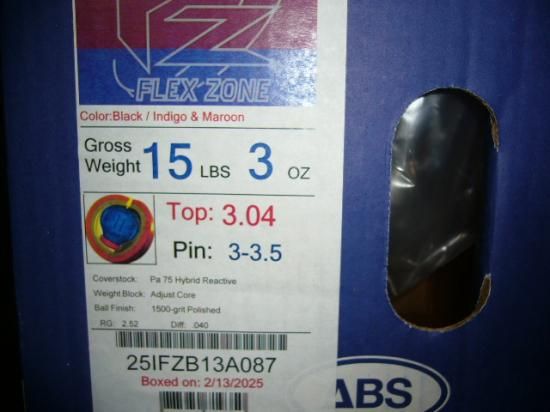 FLEX ZONE
Color:Black / Indigo & Maroon
Gross Weight 15 LBS 3 OZ
Top: 3.04
Pin: 3-3.5
Coverstock: Pa 75 Hybrid Reactive
Weight Block: Adjust Core
Ball Finish: 1500-grit Polished
RG: 2.52 Diff: .040
25IFZB13A087
Boxed on: 2/13/2025
ABS